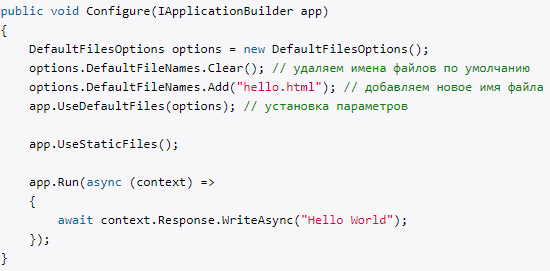 public void Configure(IApplicationBuilder app)
{
    DefaultFilesOptions options = new DefaultFilesOptions();
    options.DefaultFileNames.Clear(); // удаляем имена файлов по умолчанию
    options.DefaultFileNames.Add("hello.html"); // добавляем новое имя файла
    app.UseDefaultFiles(options); // установка параметров

    app.UseStaticFiles();

    app.Run(async (context) =>
    {
        await context.Response.WriteAsync("Hello World");
    });
}